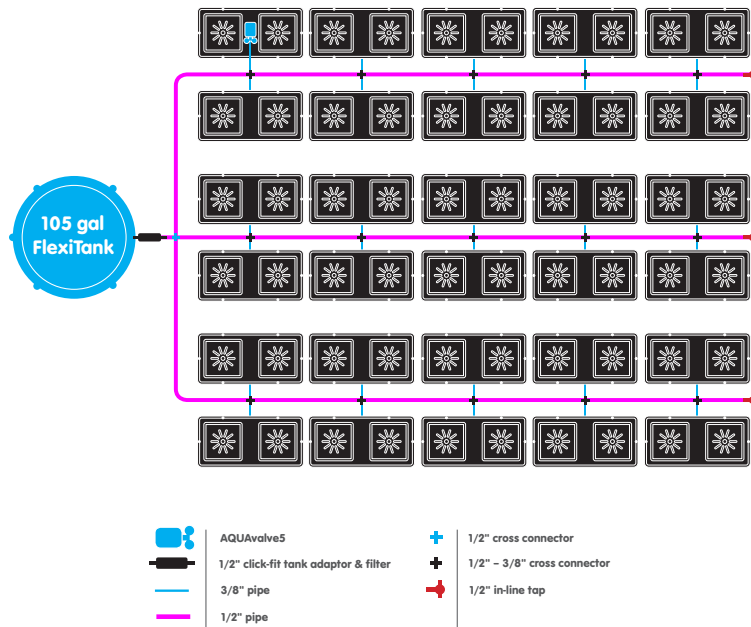 105 gal
FlexiTank
AQUAvalve5
1/2" click-fit tank adaptor & filter
3/8" pipe
1/2" pipe
1/2" cross connector
1/2" – 3/8" cross connector
1/2" in-line tap